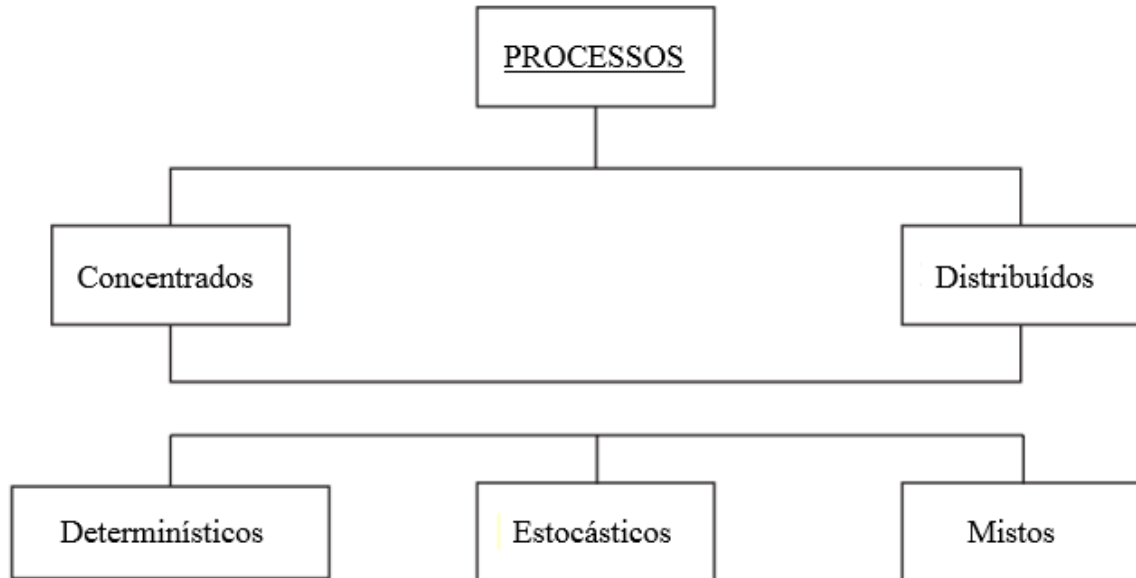 PROCESSOS
Concentrados
Distribuídos
Determinísticos
Estocásticos
Mistos